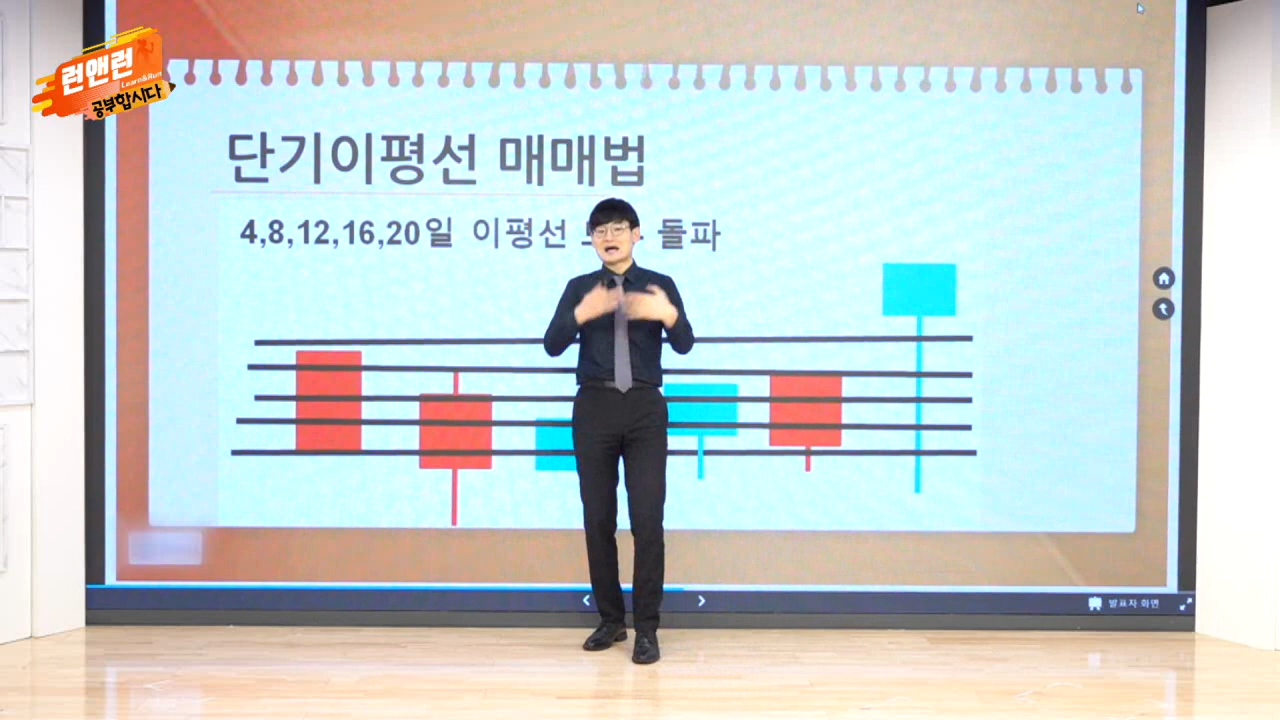 런앤런
Learn&Run
공부합시다
단기이평선 매매법
4,8,12,16,20일 이평선 돌파
발표자 화면